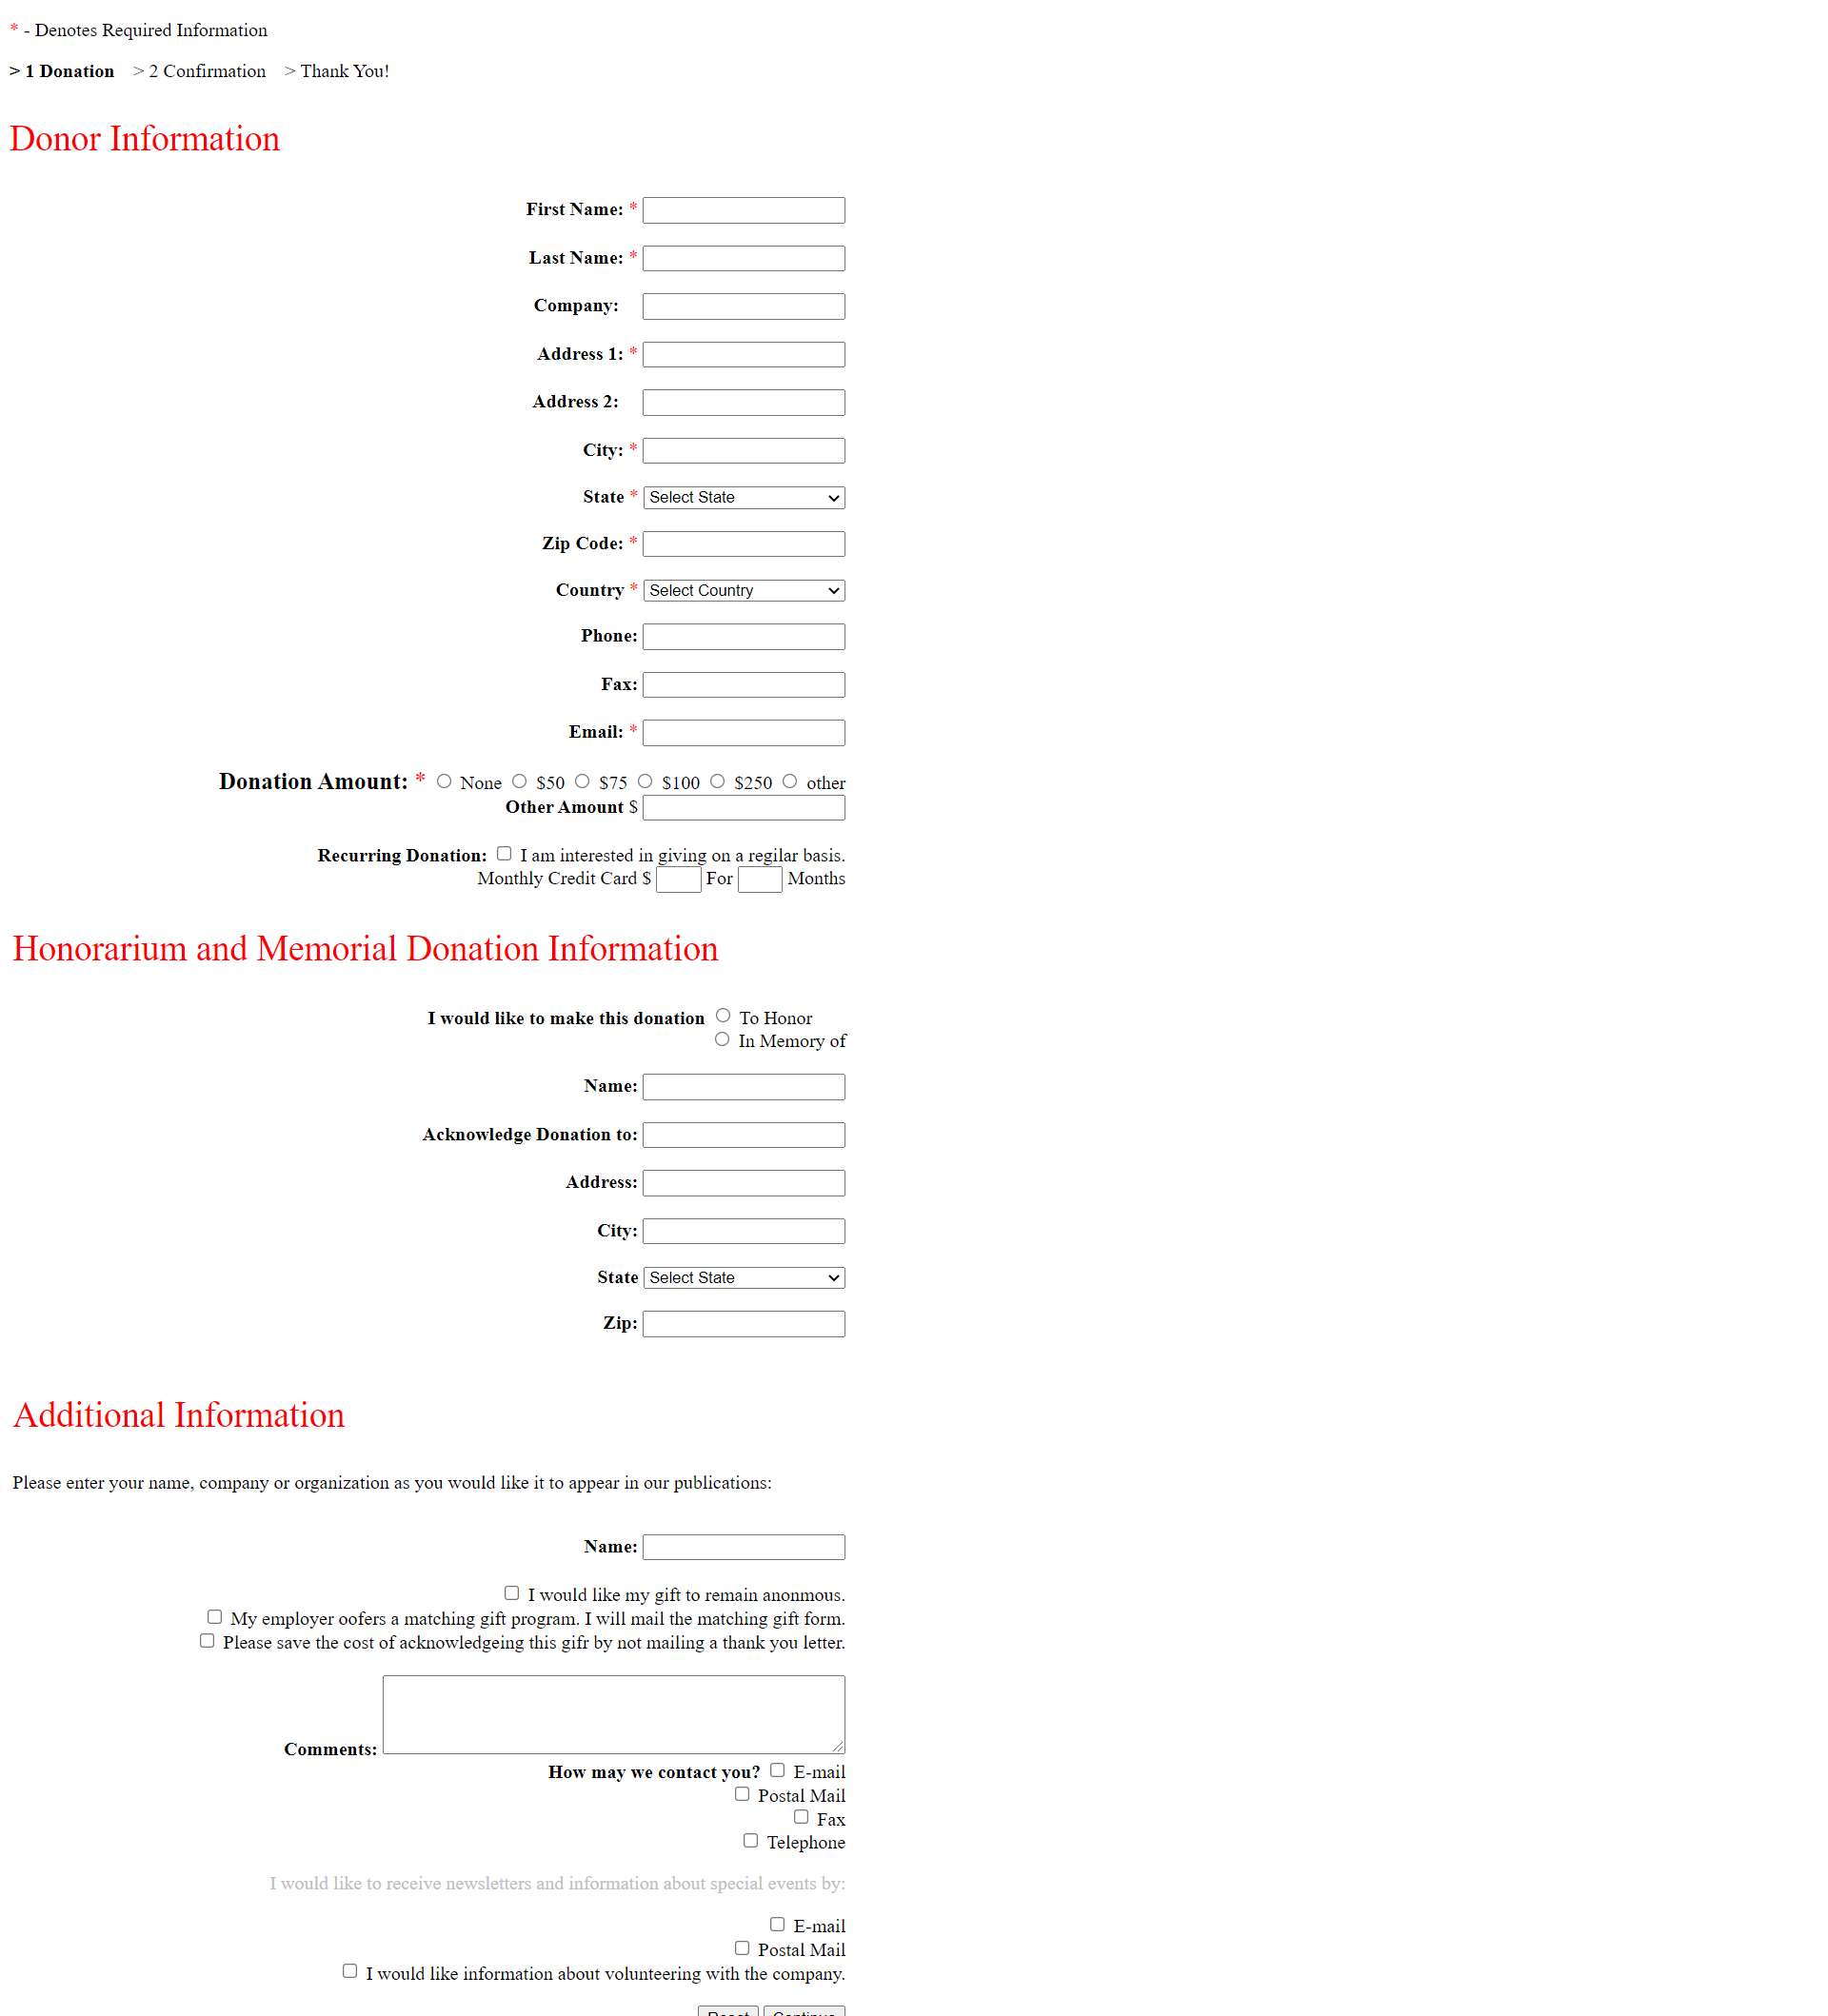 * - Denotes Required Information
> 1 Donation > 2 Confirmation > Thank You!
Donor Information
First Name: *
Last Name: *
Company:
Address 1: *
Address 2:
City: *
State * Select State
Zip Code: *
Country * Select Country
Phone:
Fax:
Email: *
Donation Amount: * None $50 $75 $100 $250 other
Other Amount $
Recurring Donation: I am interested in giving on a regilar basis.
Monthly Credit Card $ For Months
Honorarium and Memorial Donation Information
I would like to make this donation To Honor
In Memory of
Name:
Acknowledge Donation to:
Address:
City:
State Select State
Zip:
Additional Information
Please enter your name, company or organization as you would like it to appear in our publications:
Name:
I would like my gift to remain anonmous.
My employer oofers a matching gift program. I will mail the matching gift form.
Please save the cost of acknowledgeing this gifr by not mailing a thank you letter.
Comments:
How may we contact you? E-mail
Postal Mail
Fax
Telephone
I would like to receive newsletters and information about special events by:
E-mail
Postal Mail
I would like information about volunteering with the company.
Reset Continue